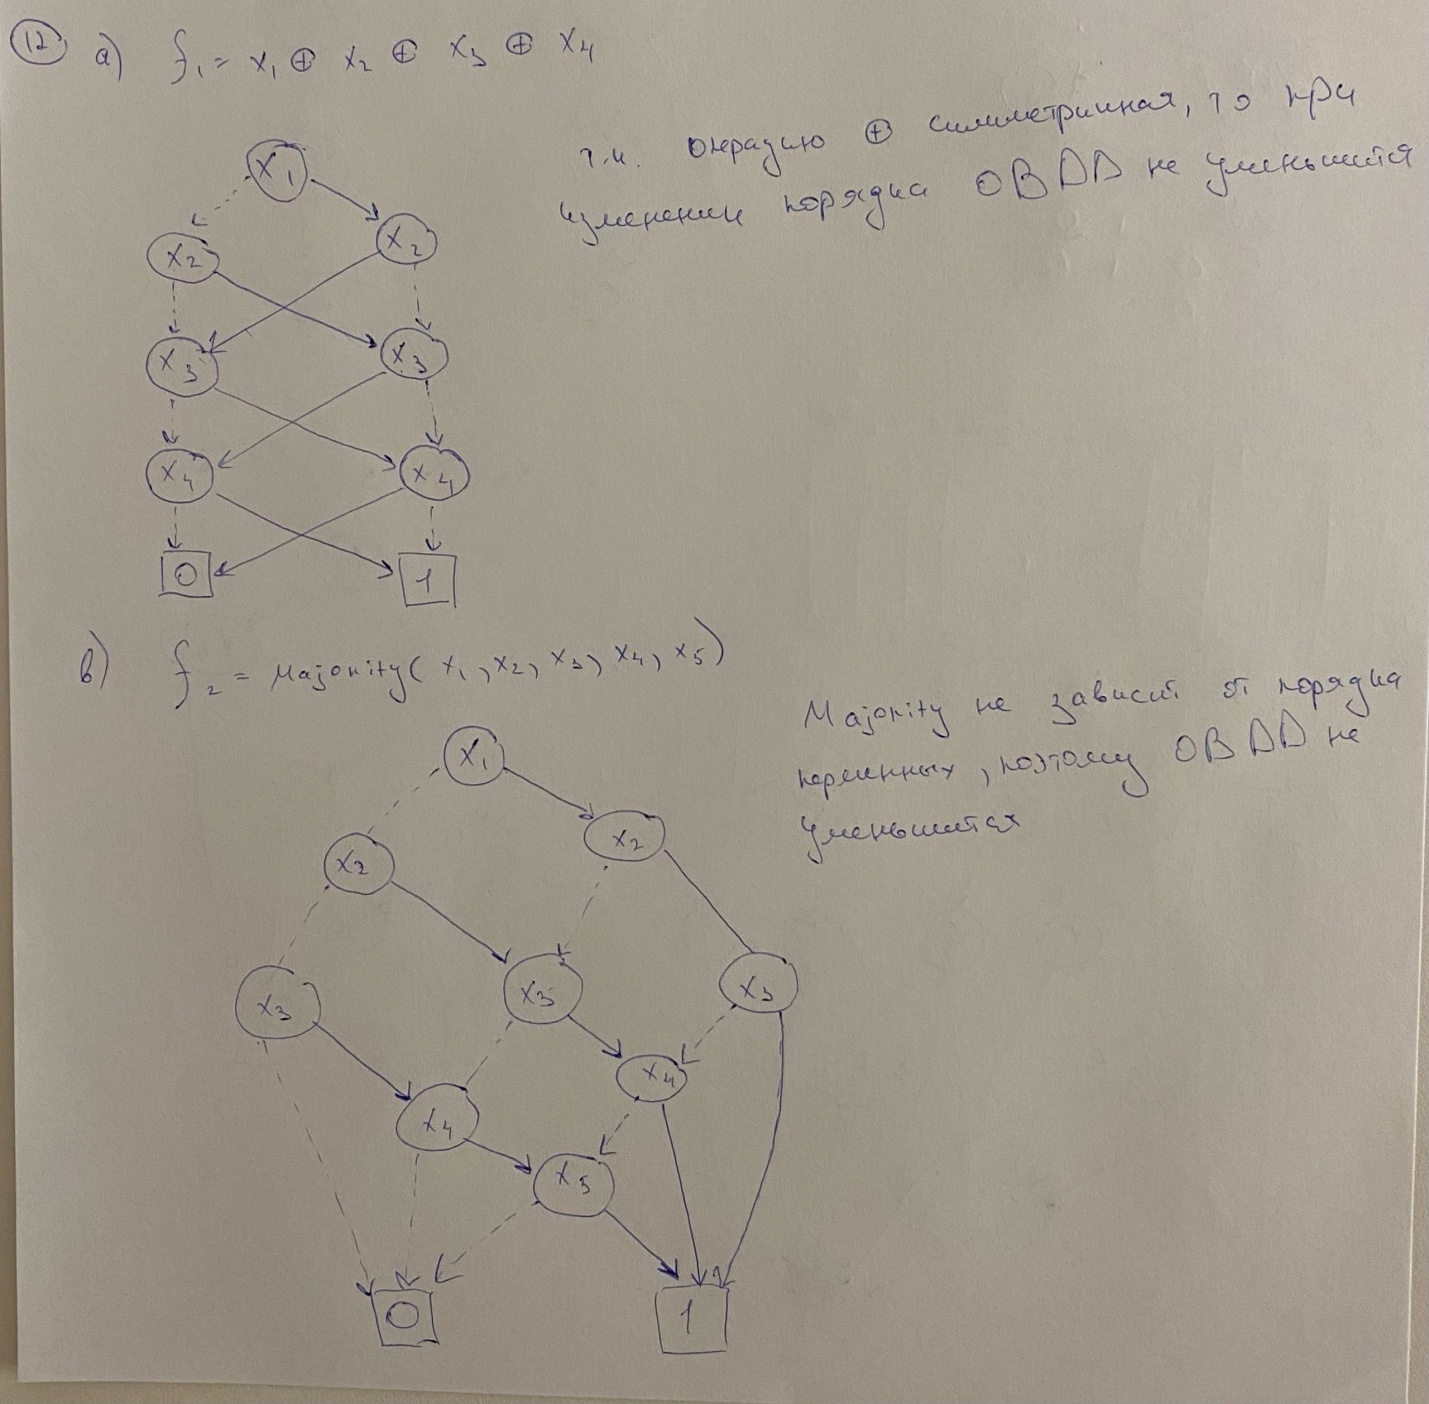 12 а) f₁ = x₁ ⊕ x₂ ⊕ x₃ ⊕ x₄
т.к. операцию ⊕ симметричная, то при
изменении порядка OBDD не уменьшится
x₁
x₂ x₂
x₃ x₃
x₄ x₄
0 1
в) f₂ = Majority( x₁, x₂, x₃, x₄, x₅)
Majority не зависит от порядка
переменных, поэтому OBDD не
уменьшится
x₁
x₂ x₂
x₃ x₃ x₃
x₄ x₄
x₅
0 1